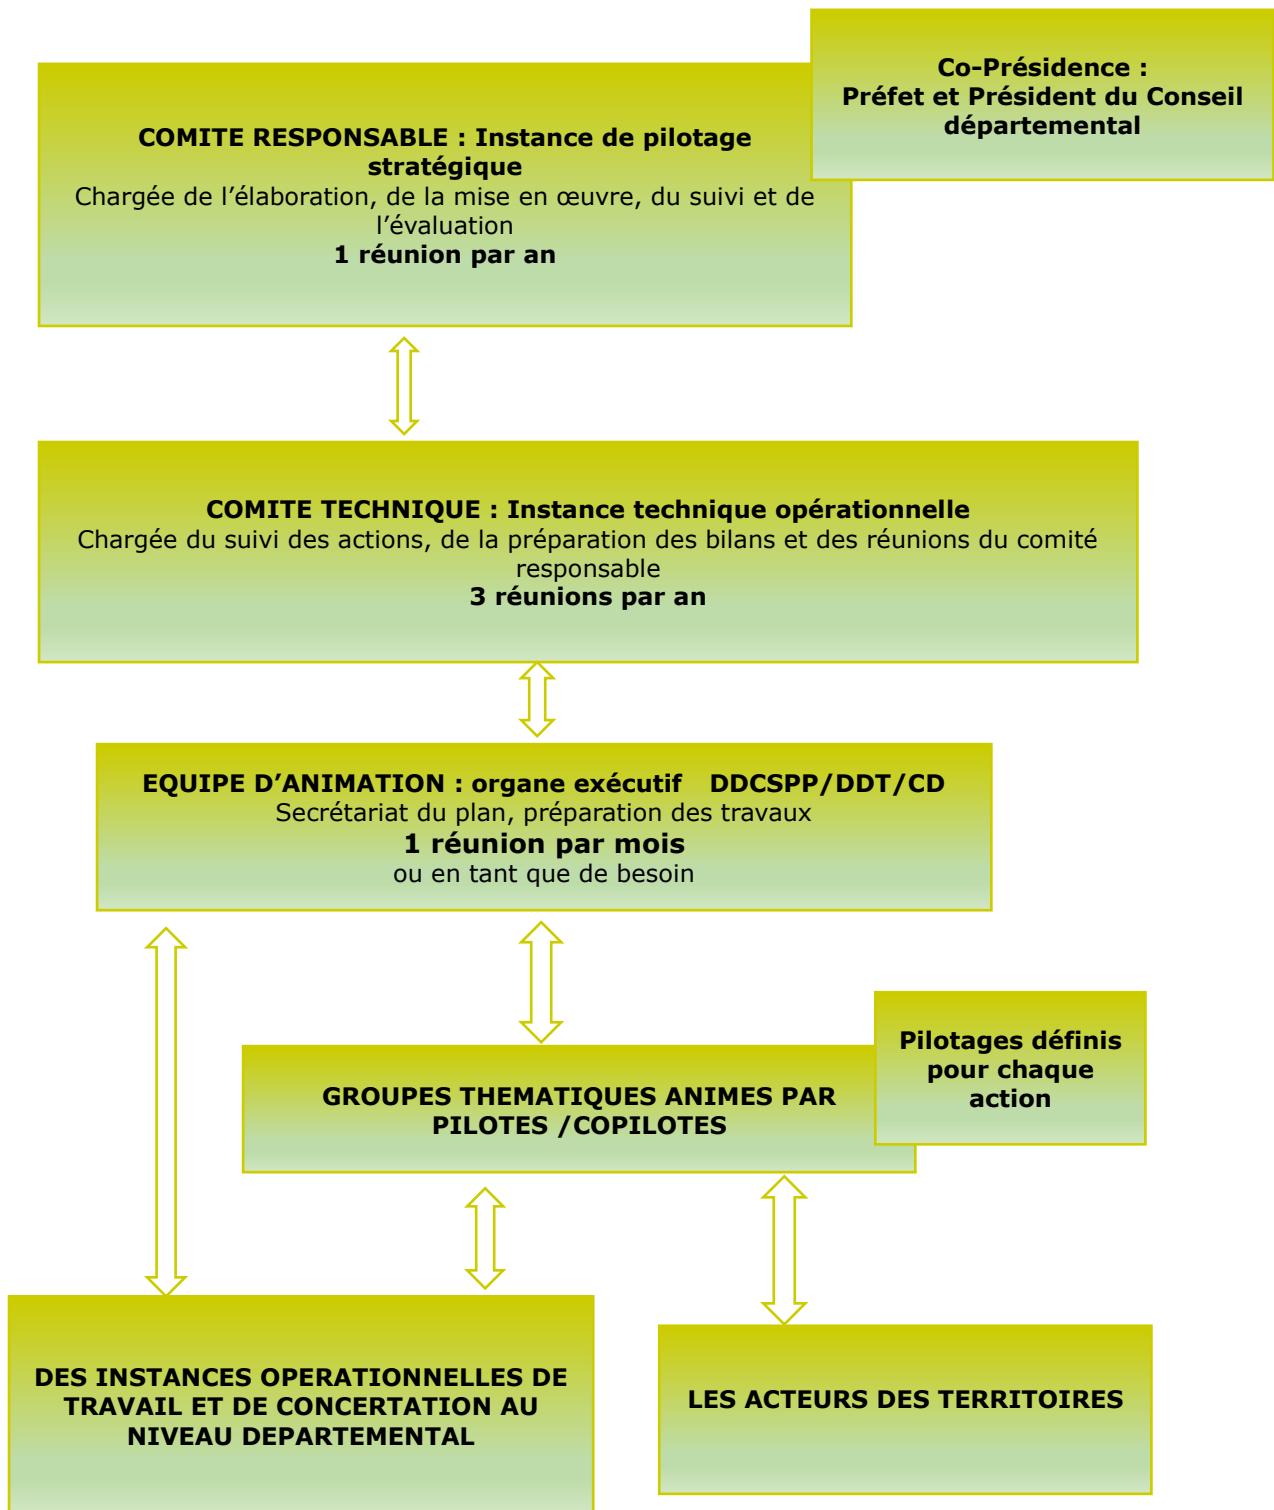 Co-Présidence :
Préfet et Président du Conseil
départemental
COMITE RESPONSABLE : Instance de pilotage
stratégique
Chargée de l’élaboration, de la mise en œuvre, du suivi et de
l’évaluation
1 réunion par an
COMITE TECHNIQUE : Instance technique opérationnelle
Chargée du suivi des actions, de la préparation des bilans et des réunions du comité
responsable
3 réunions par an
EQUIPE D’ANIMATION : organe exécutif DDCSPP/DDT/CD
Secrétariat du plan, préparation des travaux
1 réunion par mois
ou en tant que de besoin
Pilotages définis
pour chaque
action
GROUPES THEMATIQUES ANIMES PAR
PILOTES /COPILOTES
DES INSTANCES OPERATIONNELLES DE
TRAVAIL ET DE CONCERTATION AU
NIVEAU DEPARTEMENTAL
LES ACTEURS DES TERRITOIRES